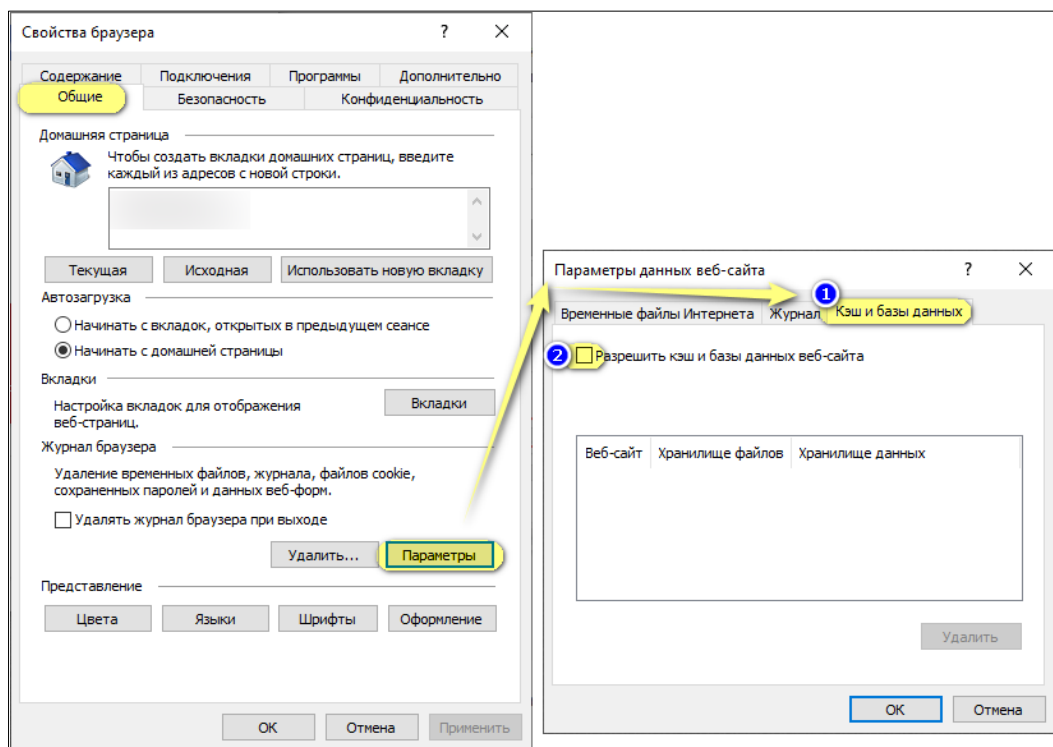 Свойства браузера
?
Содержание Подключения Программы Дополнительно
Общие Безопасность Конфиденциальность
Домашняя страница
Чтобы создать вкладки домашних страниц, введите
каждый из адресов с новой строки.
Текущая Исходная Использовать новую вкладку
Автозагрузка
Начинать с вкладок, открытых в предыдущем сеансе
Начинать с домашней страницы
Вкладки
Настройка вкладок для отображения
веб-страниц.
Вкладки
Журнал браузера
Удаление временных файлов, журнала, файлов cookie,
сохраненных паролей и данных веб-форм.
Удалять журнал браузера при выходе
Удалить... Параметры
Представление
Цвета Языки Шрифты Оформление
ОК Отмена Применить
Параметры данных веб-сайта
?
1
Временные файлы Интернета Журнал Кэш и базы данных
2 Разрешить кэш и базы данных веб-сайта
Веб-сайт Хранилище файлов Хранилище данных
Удалить
ОК Отмена